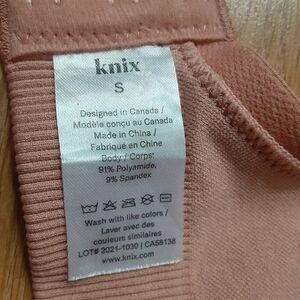 knix
S
Designed in Canada /
Modèle conçu au Canada
Made in China /
Fabriqué en Chine
Body / Corps:
91% Polyamide,
9% Spandex
Wash with like colors /
Laver avec des
couleurs similaires
LOT# 2021-1030 | CA59138
www.knix.com